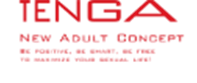 TENGA
NEW ADULT CONCEPT
BE POSITIVE, BE SMART, BE FREE
TO MAXIMIZE YOUR SEXUAL LIFE!